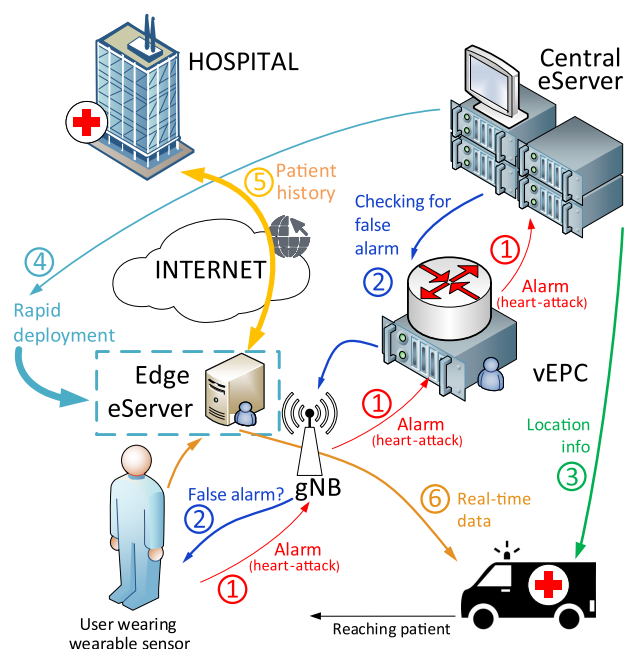 HOSPITAL
Central
eServer
5
Patient
history
Checking for
false
alarm
1
2
4
INTERNET
Alarm
(heart-attack)
Rapid
deployment
Edge
eServer
vEPC
1
Alarm
(heart-attack)
Location
info
3
gNB
False alarm?
2
6
Real-time
data
Alarm
(heart-attack)
1
User wearing
wearable sensor
Reaching patient